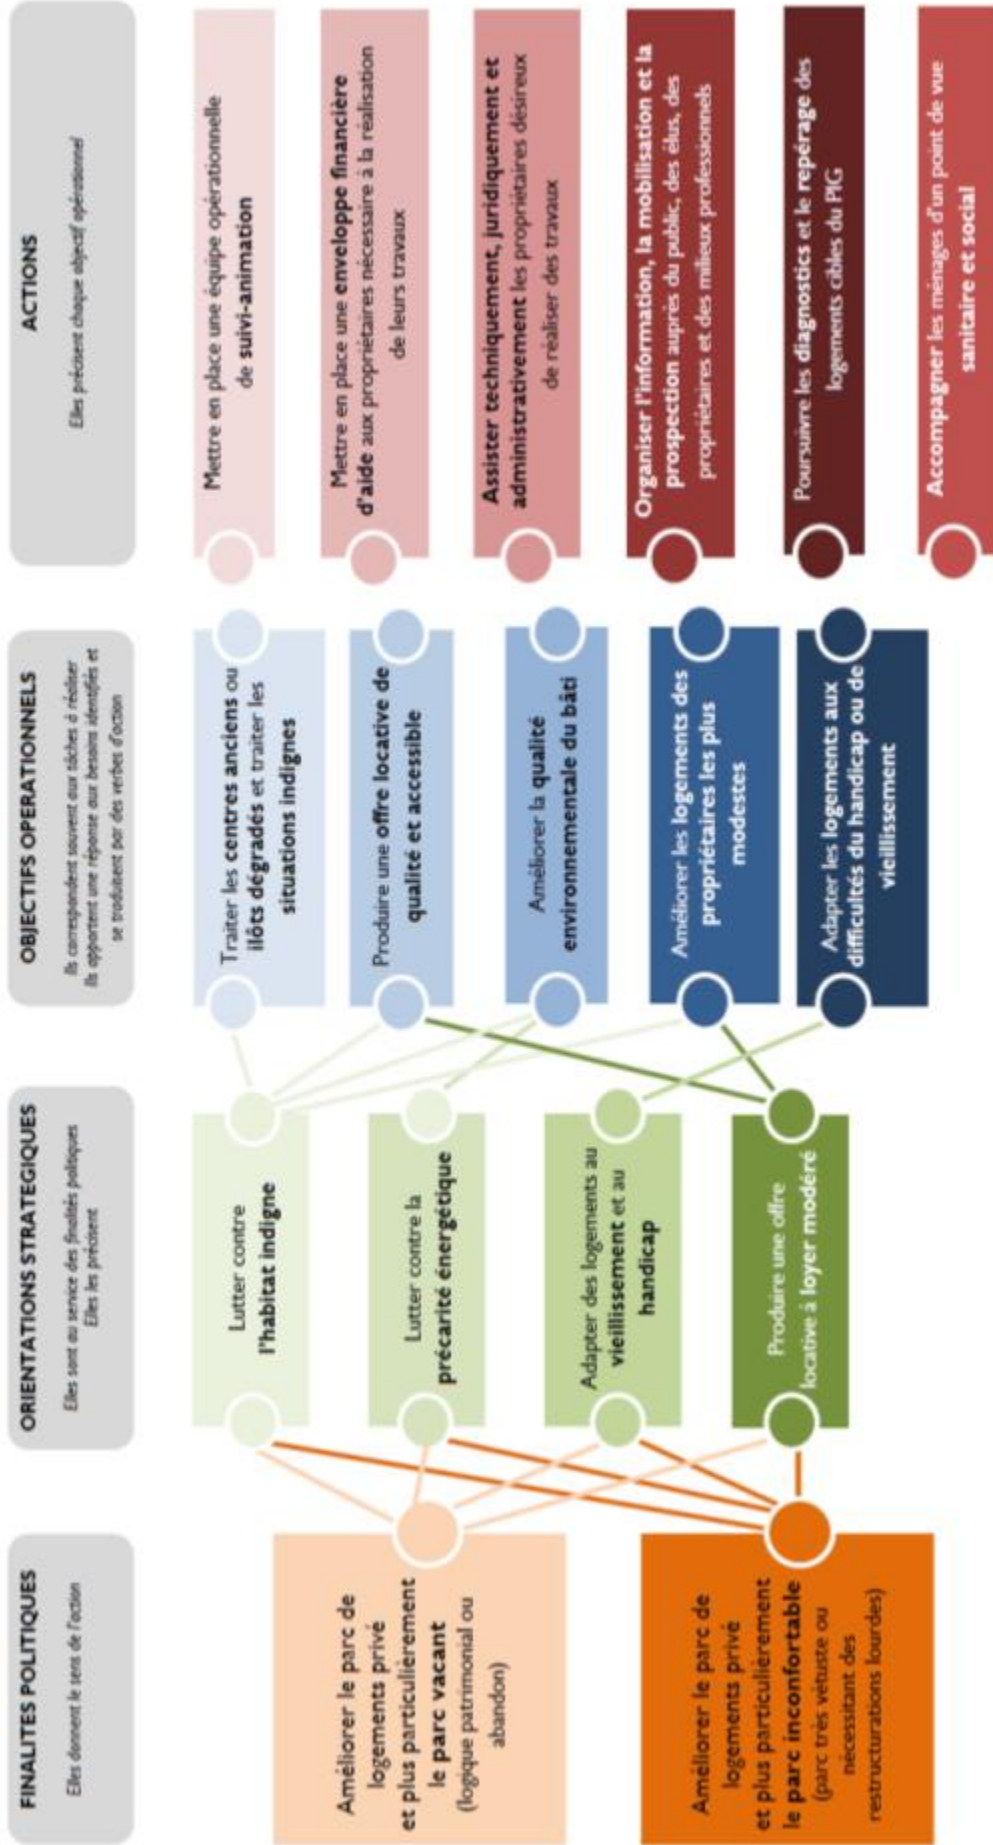 FINALITES POLITIQUES
Elles donnent le sens de l'action
Améliorer le parc de
logements privé
et plus particulièrement
le parc vacant
(logique patrimonial ou
abandon)
Améliorer le parc de
logements privé
et plus particulièrement
le parc inconfortable
(parc très vétuste ou
nécessitant des
restructurations lourdes)
ORIENTATIONS STRATEGIQUES
Elles sont au service des finalités politiques
Elles les précisent
Lutter contre
l'habitat indigne
Lutter contre la
précarité énergétique
Adapter des logements au
vieillissement et au
handicap
Produire une offre
locative à loyer modéré
OBJECTIFS OPERATIONNELS
Ils correspondent souvent aux tâches à réaliser
Ils apportent une réponse aux besoins identifiés et
se traduisent par des verbes d'action
Traiter les centres anciens ou
ilôts dégradés et traiter les
situations indignes
Produire une offre locative de
qualité et accessible
Améliorer la qualité
environnementale du bâti
Améliorer les logements des
propriétaires les plus
modestes
Adapter les logements aux
difficultés du handicap ou de
vieillissement
ACTIONS
Elles précisent chaque objectif opérationnel
Mettre en place une équipe opérationnelle
de suivi-animation
Mettre en place une enveloppe financière
d'aide aux propriétaires nécessaire à la réalisation
de leurs travaux
Assister techniquement, juridiquement et
administrativement les propriétaires désireux
de réaliser des travaux
Organiser l'information, la mobilisation et la
prospection auprès du public, des élus, des
propriétaires et des milieux professionnels
Poursuivre les diagnostics et le repérage des
logements cibles du PIG
Accompagner les ménages d'un point de vue
sanitaire et social